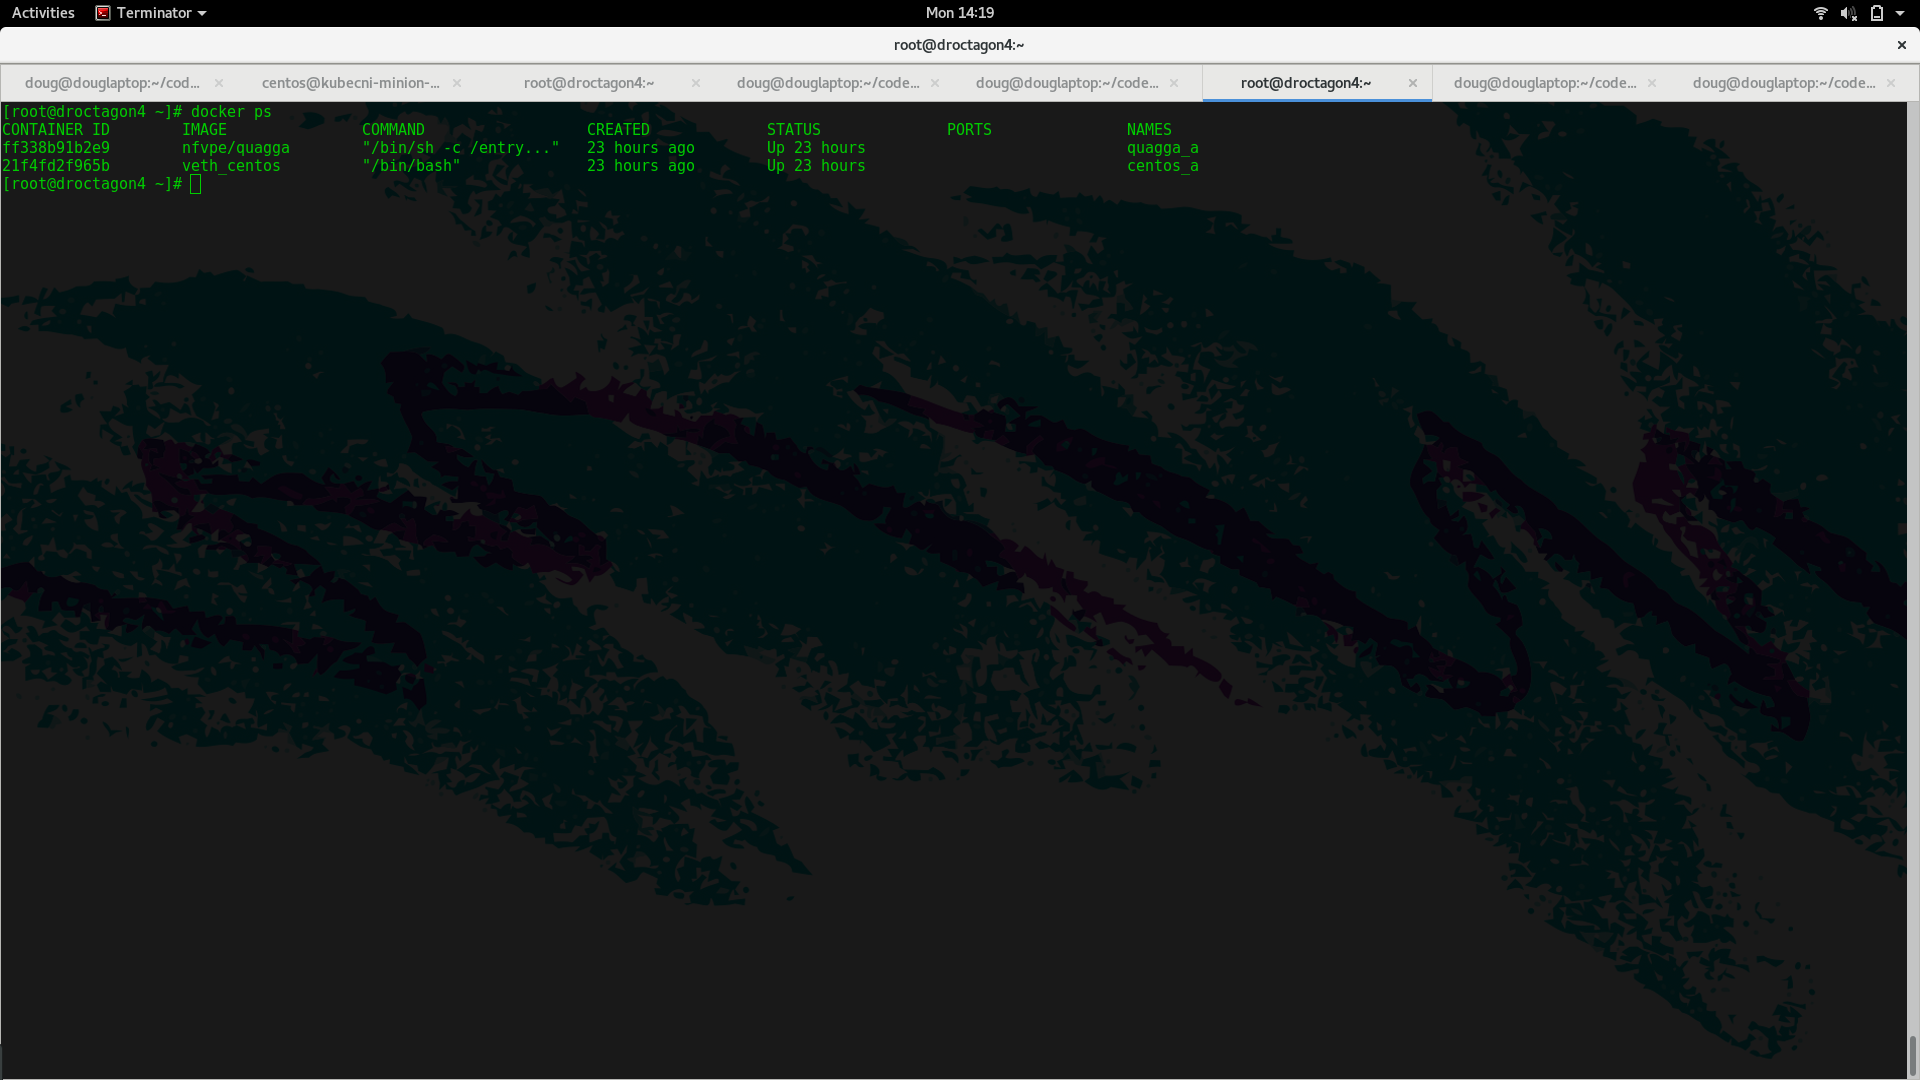 Activities Terminator Mon 14:19
root@droctagon4:~
doug@douglaptop:~/cod... centos@kubecni-minion-... root@droctagon4:~ doug@douglaptop:~/code... doug@douglaptop:~/code... root@droctagon4:~ doug@douglaptop:~/code... doug@douglaptop:~/code...
[root@droctagon4 ~]# docker ps
CONTAINER ID IMAGE COMMAND CREATED STATUS PORTS NAMES
ff338b91b2e9 nfvpe/quagga "/bin/sh -c /entry..." 23 hours ago Up 23 hours quagga_a
21f4fd2f965b veth_centos "/bin/bash" 23 hours ago Up 23 hours centos_a
[root@droctagon4 ~]#